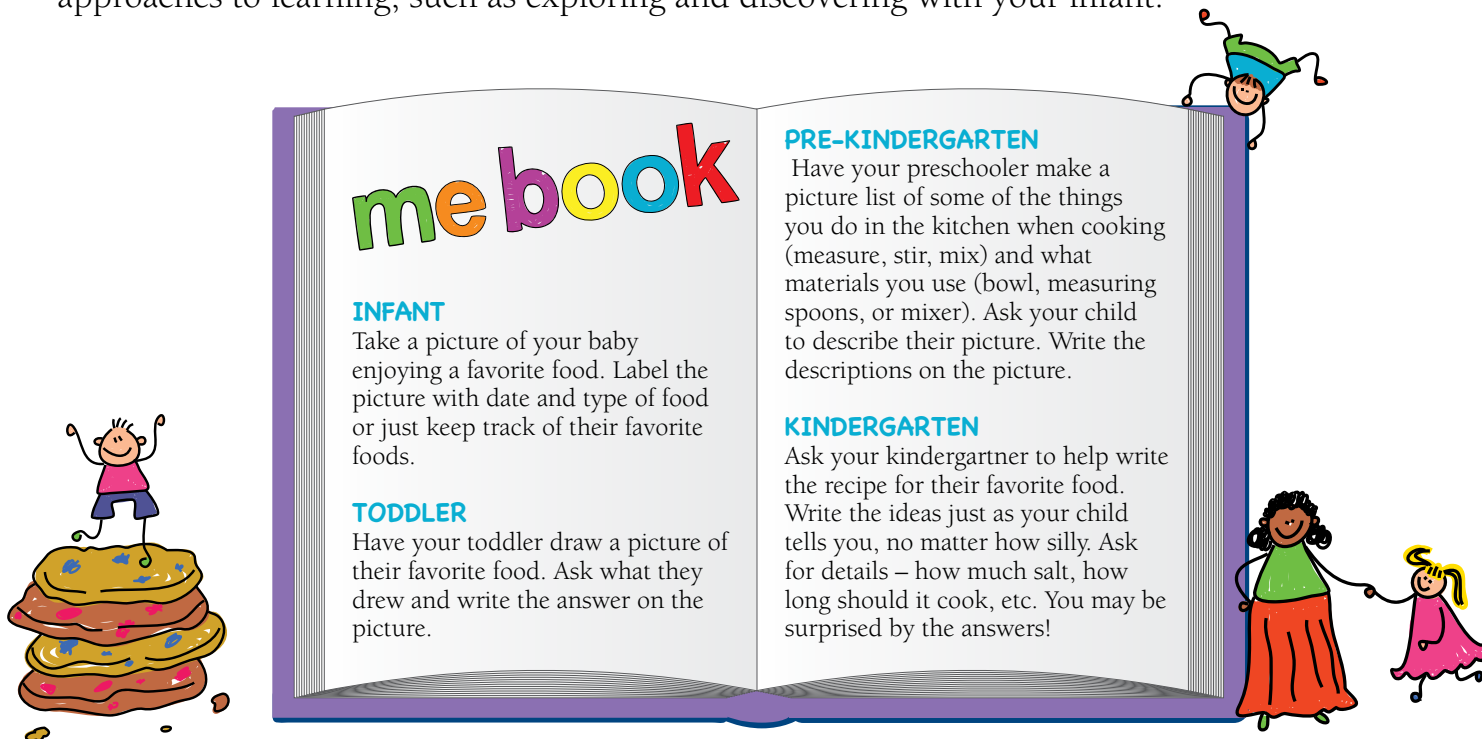 approaches to learning, such as exploring and discovering with your infant.
me book
INFANT
Take a picture of your baby
enjoying a favorite food. Label the
picture with date and type of food
or just keep track of their favorite
foods.
TODDLER
Have your toddler draw a picture of
their favorite food. Ask what they
drew and write the answer on the
picture.
PRE-KINDERGARTEN
Have your preschooler make a
picture list of some of the things
you do in the kitchen when cooking
(measure, stir, mix) and what
materials you use (bowl, measuring
spoons, or mixer). Ask your child
to describe their picture. Write the
descriptions on the picture.
KINDERGARTEN
Ask your kindergartner to help write
the recipe for their favorite food.
Write the ideas just as your child
tells you, no matter how silly. Ask
for details – how much salt, how
long should it cook, etc. You may be
surprised by the answers!